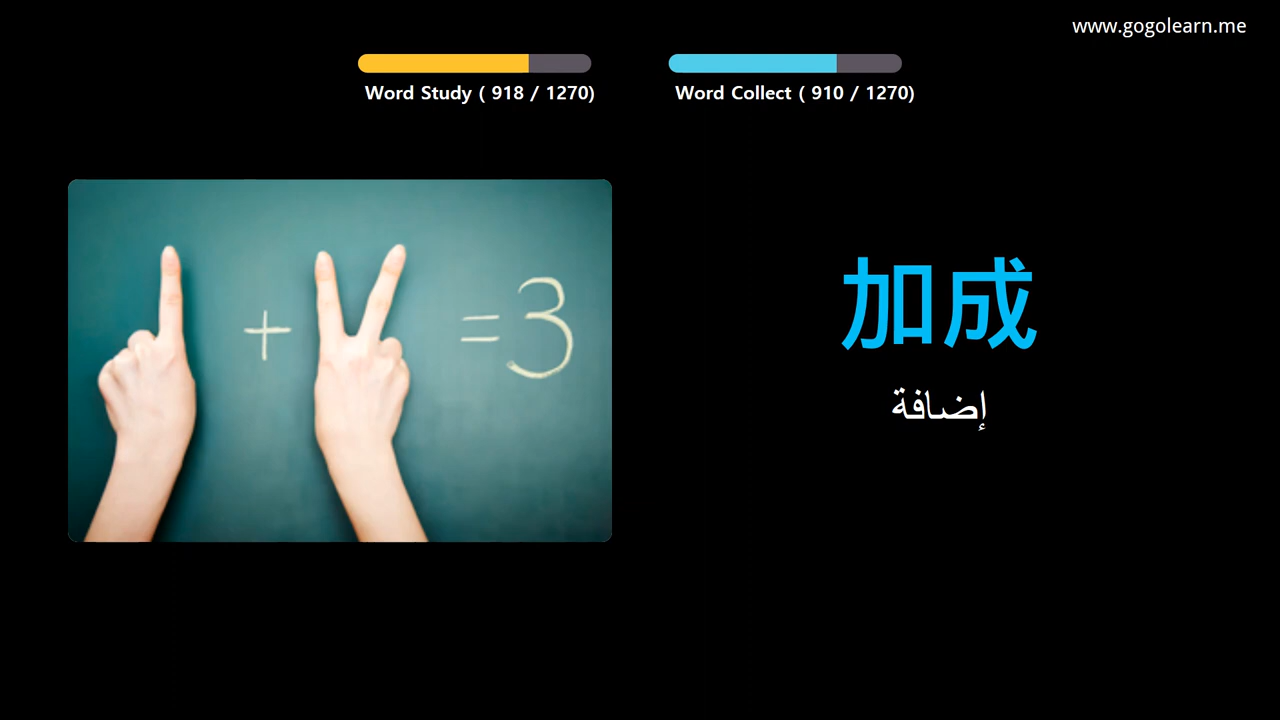 www.gogolearn.me
Word Study ( 918 / 1270)
Word Collect ( 910 / 1270)
+ = 3
加成
إضافة